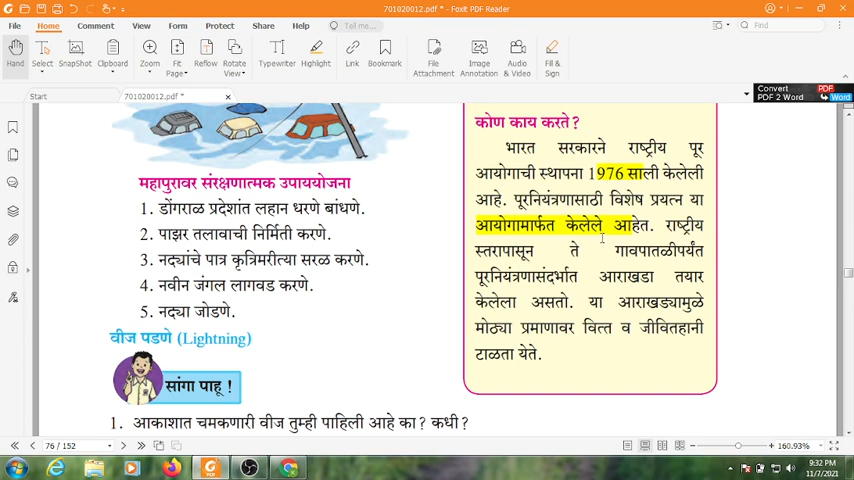 701020012.pdf * - Foxit PDF Reader
File Home Comment View Form Protect Share Help Tell me... Find
Hand Select SnapShot Clipboard Zoom Fit Page Reflow Rotate View Typewriter Highlight Link Bookmark File Attachment Image Annotation Audio & Video Fill & Sign
Start 701020012.pdf * Convert PDF 2 Word PDF Word
महापुरावर संरक्षणात्मक उपाययोजना
1. डोंगराळ प्रदेशांत लहान धरणे बांधणे.
2. पाझर तलावाची निर्मिती करणे.
3. नद्यांचे पात्र कृत्रिमरीत्या सरळ करणे.
4. नवीन जंगल लागवड करणे.
5. नद्या जोडणे.
वीज पडणे (Lightning)
सांगा पाहू !
1. आकाशात चमकणारी वीज तुम्ही पाहिली आहे का? कधी?
कोण काय करते?
भारत सरकारने राष्ट्रीय पूर
आयोगाची स्थापना 1976 साली केलेली
आहे. पूरनियंत्रणासाठी विशेष प्रयत्न या
आयोगामार्फत केलेले आहेत. राष्ट्रीय
स्तरापासून ते गावपातळीपर्यंत
पूरनियंत्रणासंदर्भात आराखडा तयार
केलेला असतो. या आराखड्यामुळे
मोठ्या प्रमाणावर वित्त व जीवितहानी
टाळता येते.
76 / 152 160.93%
9:32 PM
11/7/2021